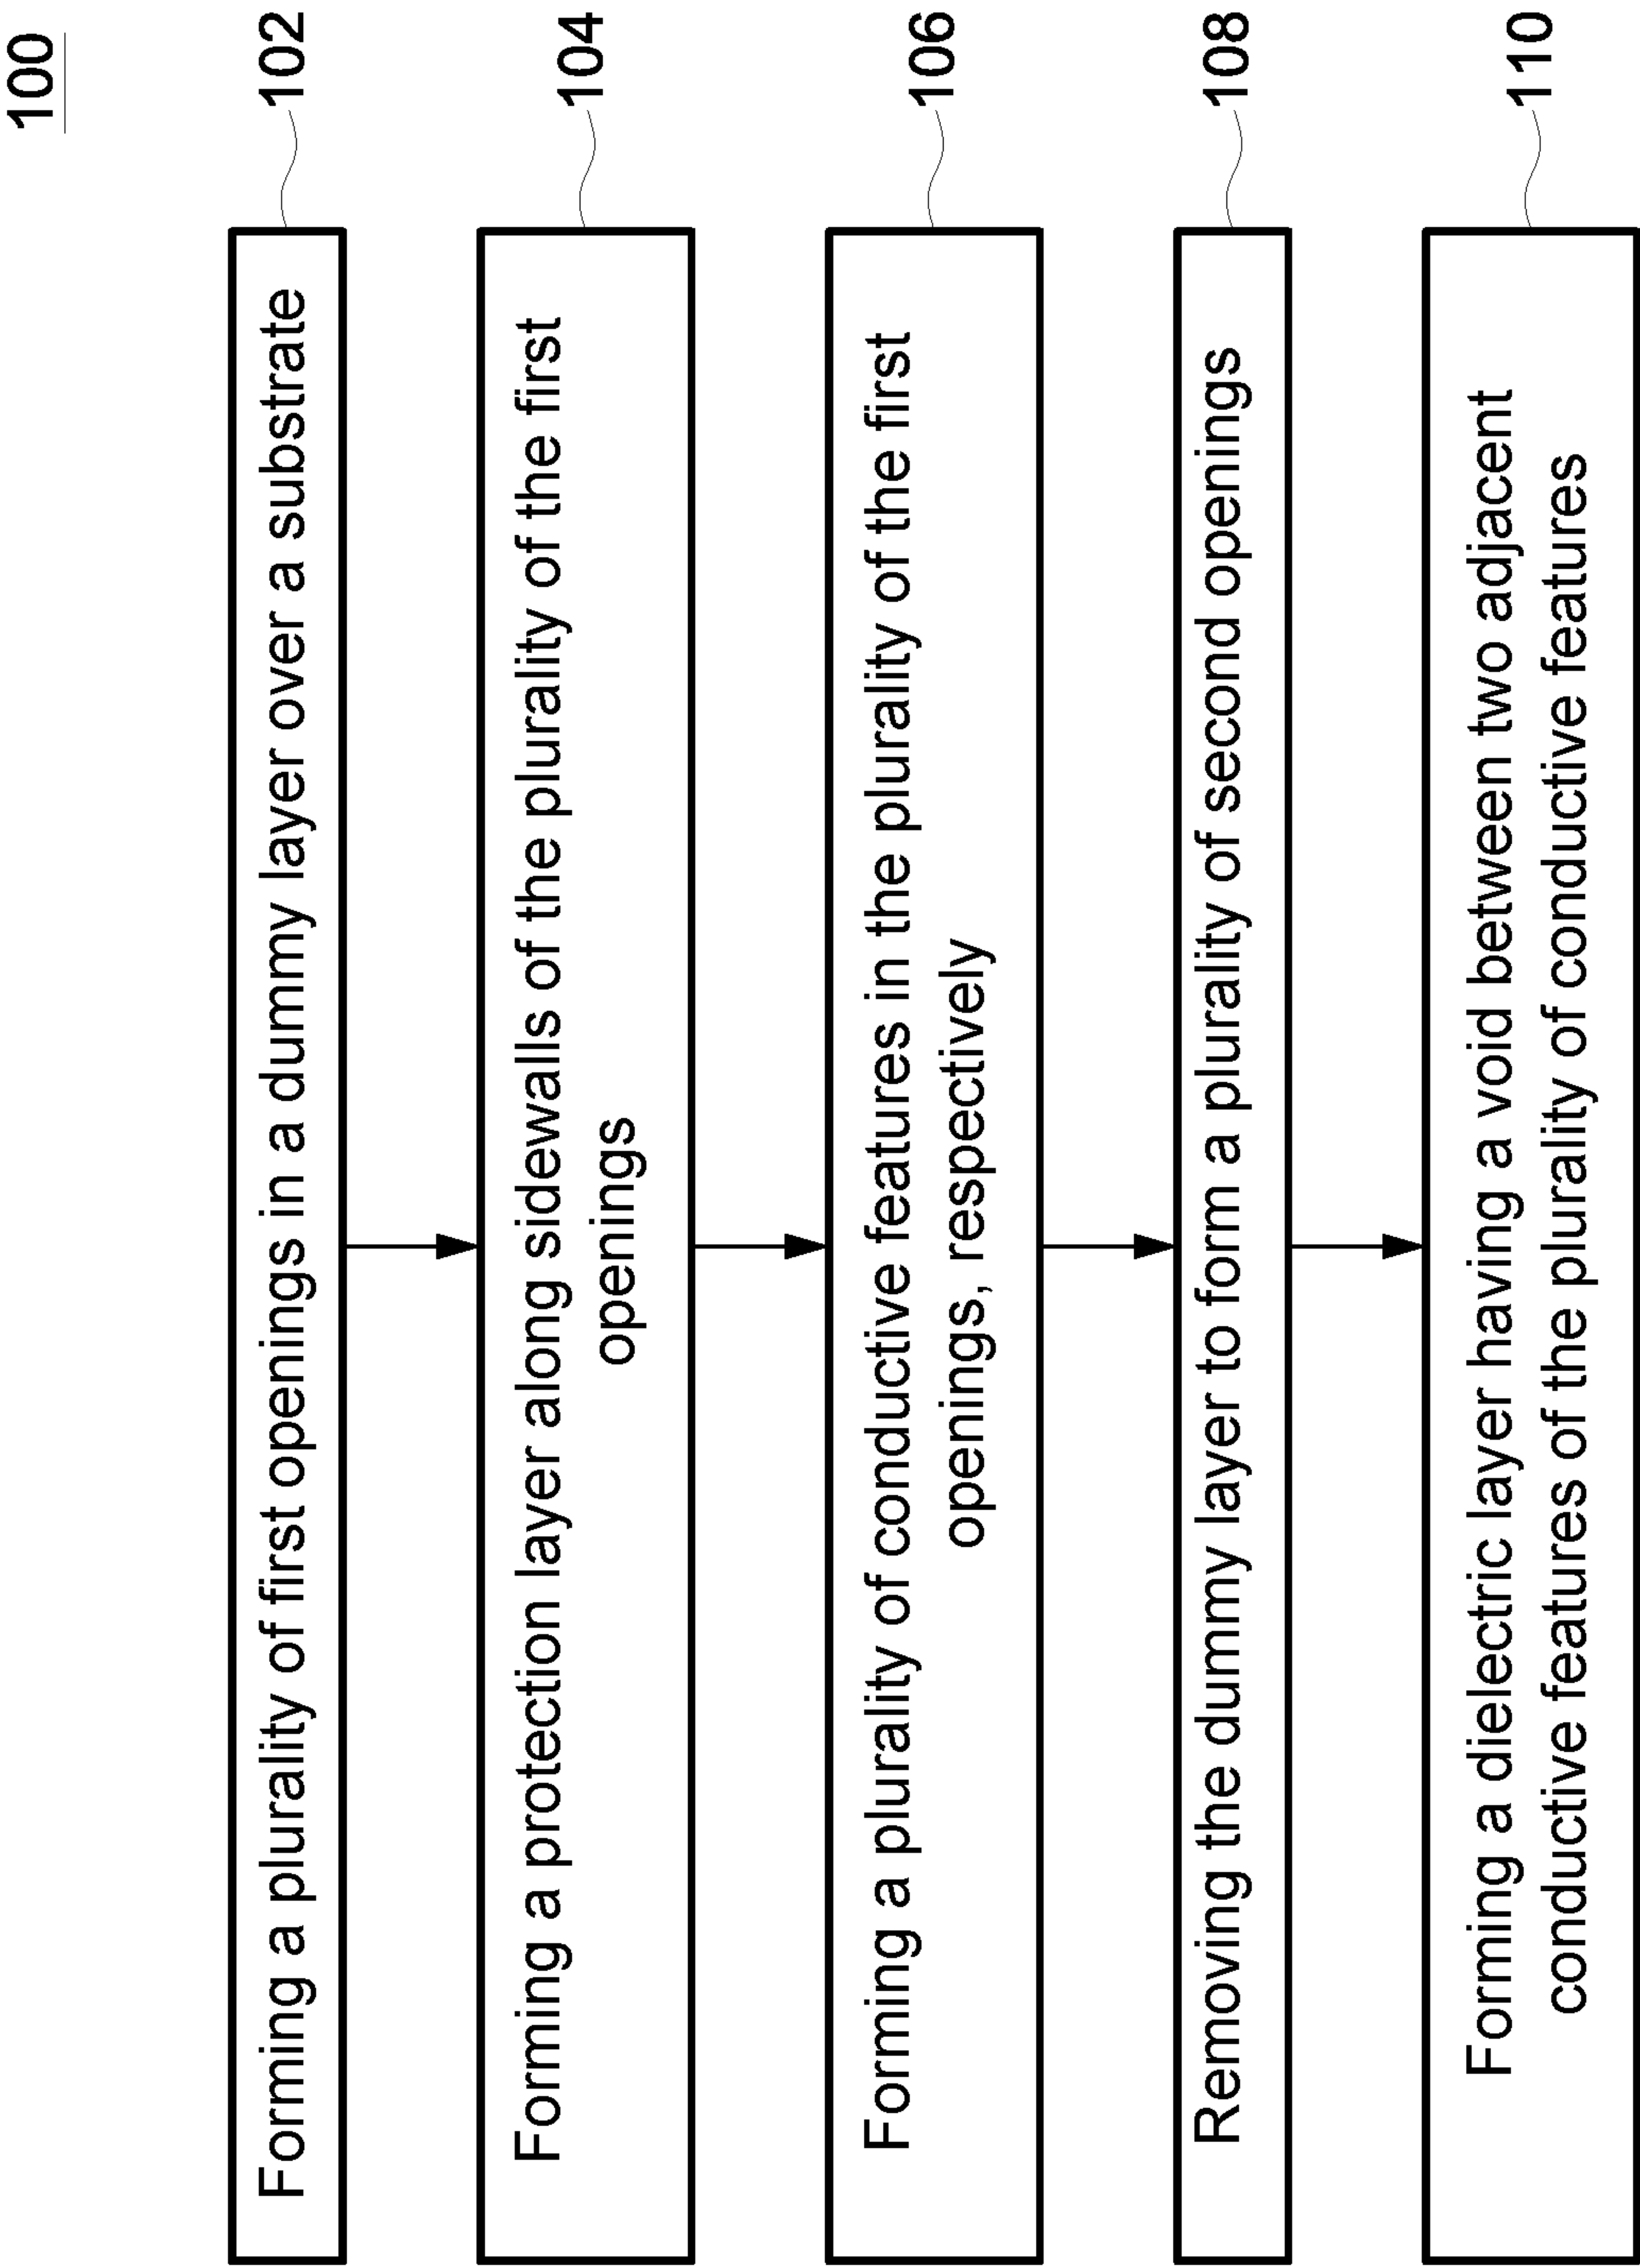 100
Forming a plurality of first openings in a dummy layer over a substrate
102
Forming a protection layer along sidewalls of the plurality of the first
openings
104
Forming a plurality of conductive features in the plurality of the first
openings, respectively
106
Removing the dummy layer to form a plurality of second openings
108
Forming a dielectric layer having a void between two adjacent
conductive features of the plurality of conductive features
110